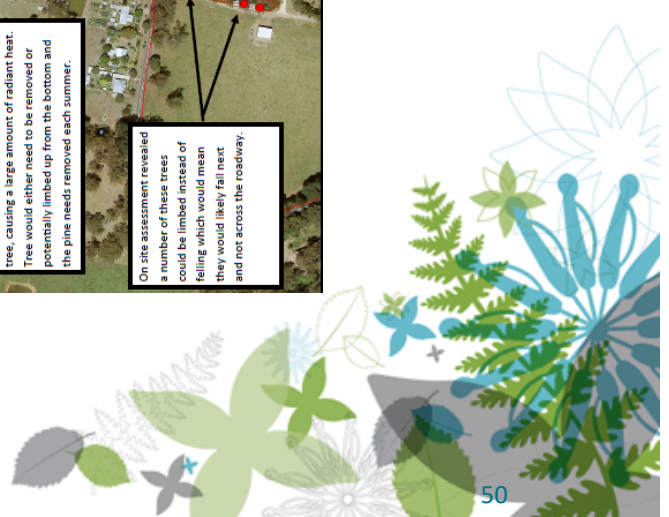 tree, causing a large amount of radiant heat.
Tree would either need to be removed or
potentially limbed up from the bottom and
the pine needs removed each summer.
On site assessment revealed
a number of these trees
could be limbed instead of
felling which would mean
they would likely fall next
and not across the roadway.
50